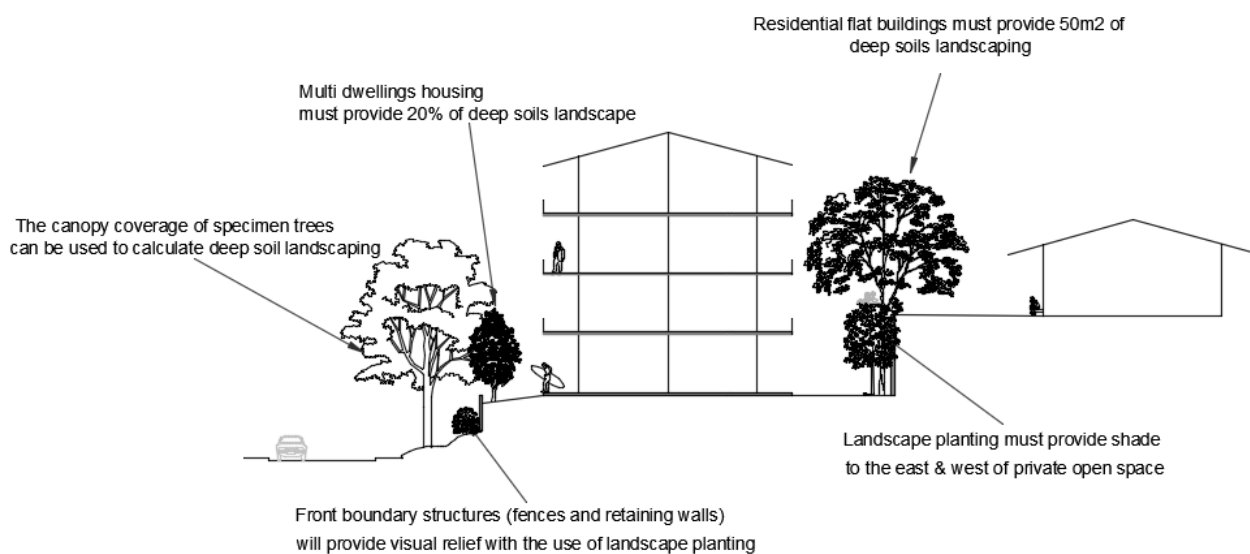 Residential flat buildings must provide 50m2 of
deep soils landscaping
Multi dwellings housing
must provide 20% of deep soils landscape
The canopy coverage of specimen trees
can be used to calculate deep soil landscaping
Landscape planting must provide shade
to the east & west of private open space
Front boundary structures (fences and retaining walls)
will provide visual relief with the use of landscape planting